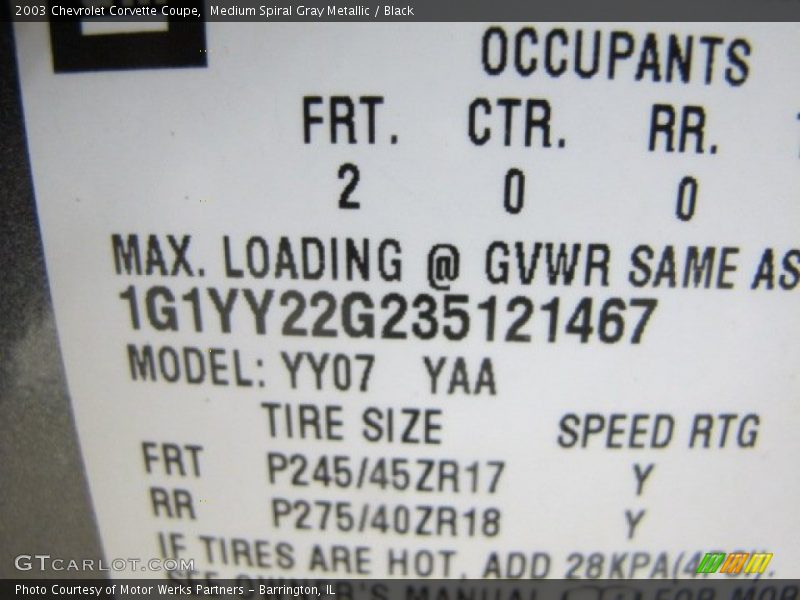 2003 Chevrolet Corvette Coupe, Medium Spiral Gray Metallic / Black
OCCUPANTS
FRT. CTR. RR.
2 0 0
MAX. LOADING @ GVWR SAME AS
1G1YY22G235121467
MODEL: YY07 YAA
TIRE SIZE SPEED RTG
FRT P245/45ZR17 Y
RR P275/40ZR18 Y
IF TIRES ARE HOT, ADD 28KPA(4
GTCARLOT.COM
Photo Courtesy of Motor Werks Partners – Barrington, IL